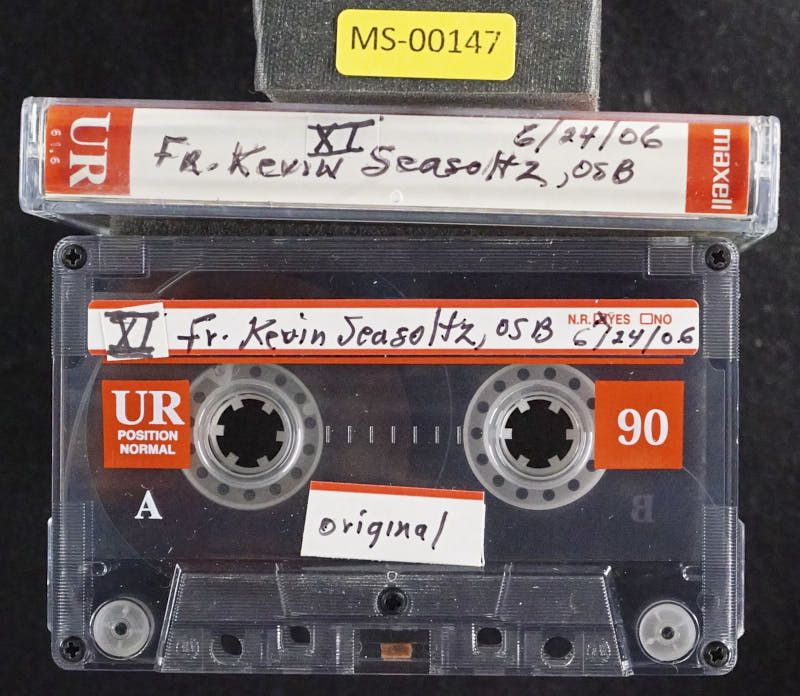 MS-00147
UR
61,6
XI
6/24/06
FR. Kevin Seasoltz, OSB
maxell
XI Fr. Kevin Seasoltz, OSB
N.R. YES NO
6/24/06
UR
POSITION
NORMAL
90
A
B
original